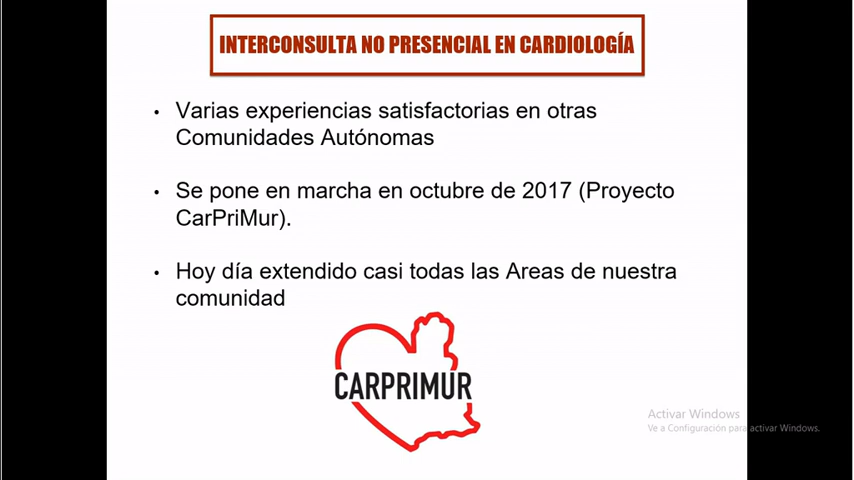 INTERCONSULTA NO PRESENCIAL EN CARDIOLOGÍA
• Varias experiencias satisfactorias en otras
Comunidades Autónomas
• Se pone en marcha en octubre de 2017 (Proyecto
CarPriMur).
• Hoy día extendido casi todas las Areas de nuestra
comunidad
CARPRIMUR
Activar Windows
Ve a Configuración para activar Windows.